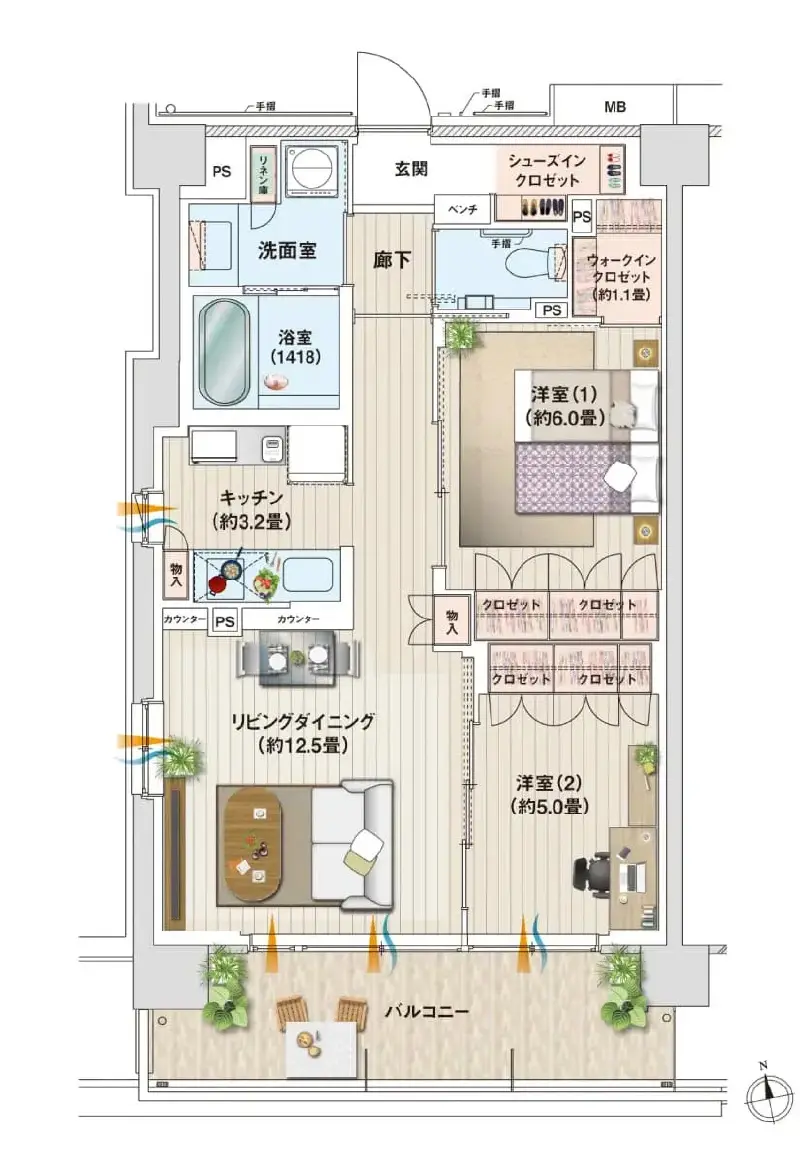 手摺
手摺
手摺
MB
PS
リネン庫
玄関
シューズイン
クロゼット
ベンチ
PS
洗面室
廊下
手摺
ウォークイン
クロゼット
(約1.1畳)
PS
浴室
(1418)
洋室(1)
(約6.0畳)
キッチン
(約3.2畳)
物入
クロゼット
クロゼット
カウンター
PS
カウンター
物入
クロゼット
クロゼット
リビングダイニング
(約12.5畳)
洋室(2)
(約5.0畳)
バルコニー
N